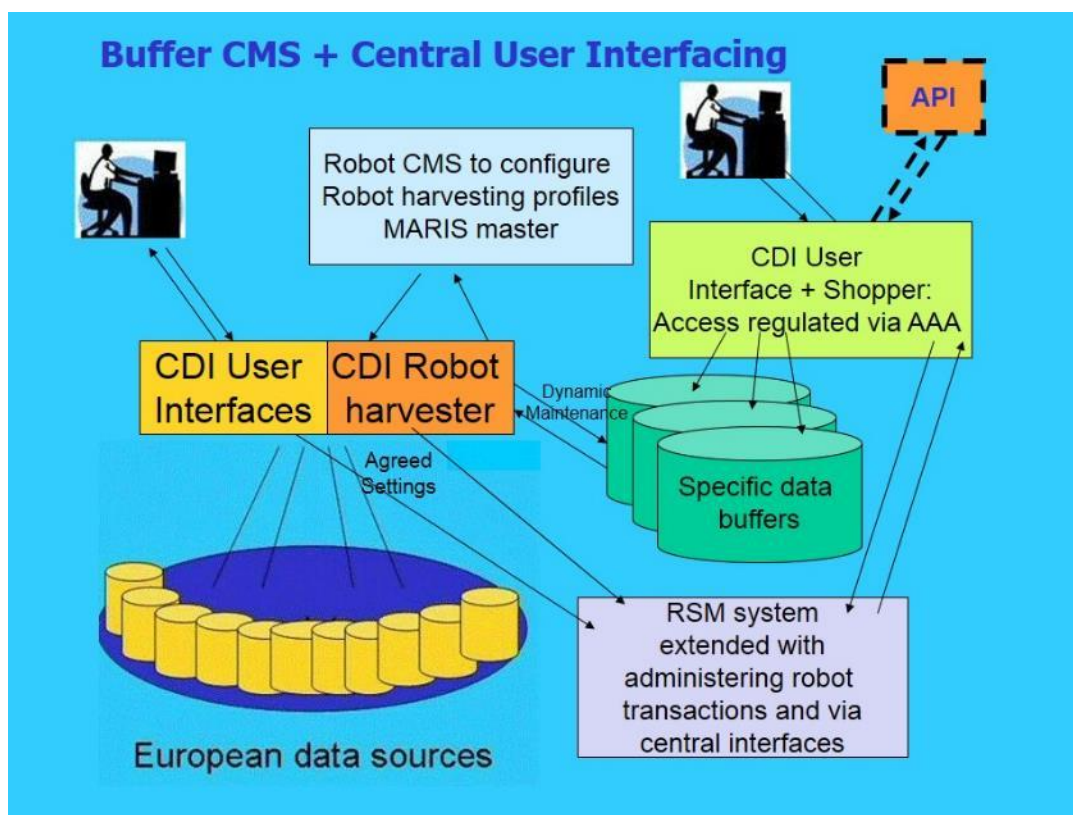 Buffer CMS + Central User Interfacing
API
Robot CMS to configure
Robot harvesting profiles
MARIS master
CDI User
Interface + Shopper:
Access regulated via AAA
CDI User
Interfaces
CDI Robot
harvester
Dynamic
Maintenance
Agreed
Settings
Specific data
buffers
RSM system
extended with
administering robot
transactions and via
central interfaces
European data sources